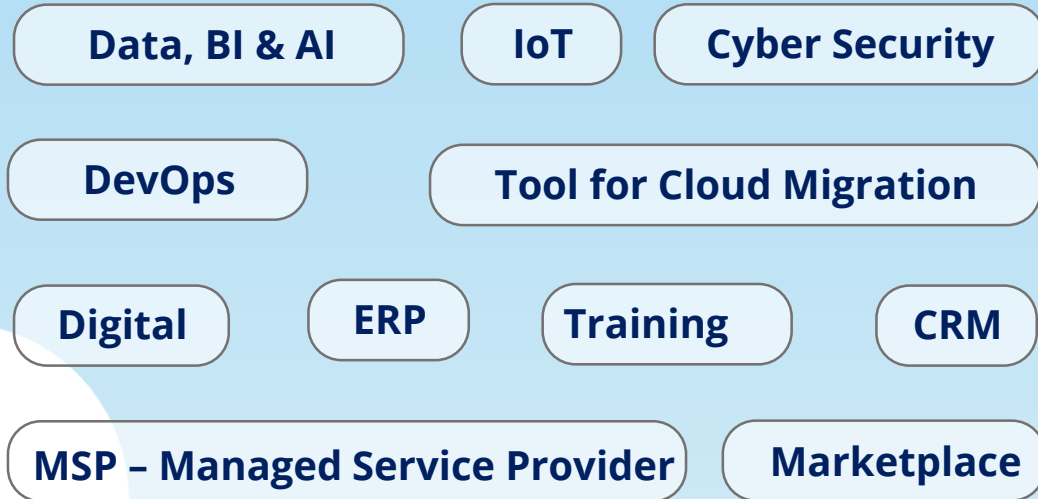 Data, BI & AI
IoT
Cyber Security
DevOps
Tool for Cloud Migration
Digital
ERP
Training
CRM
MSP – Managed Service Provider
Marketplace